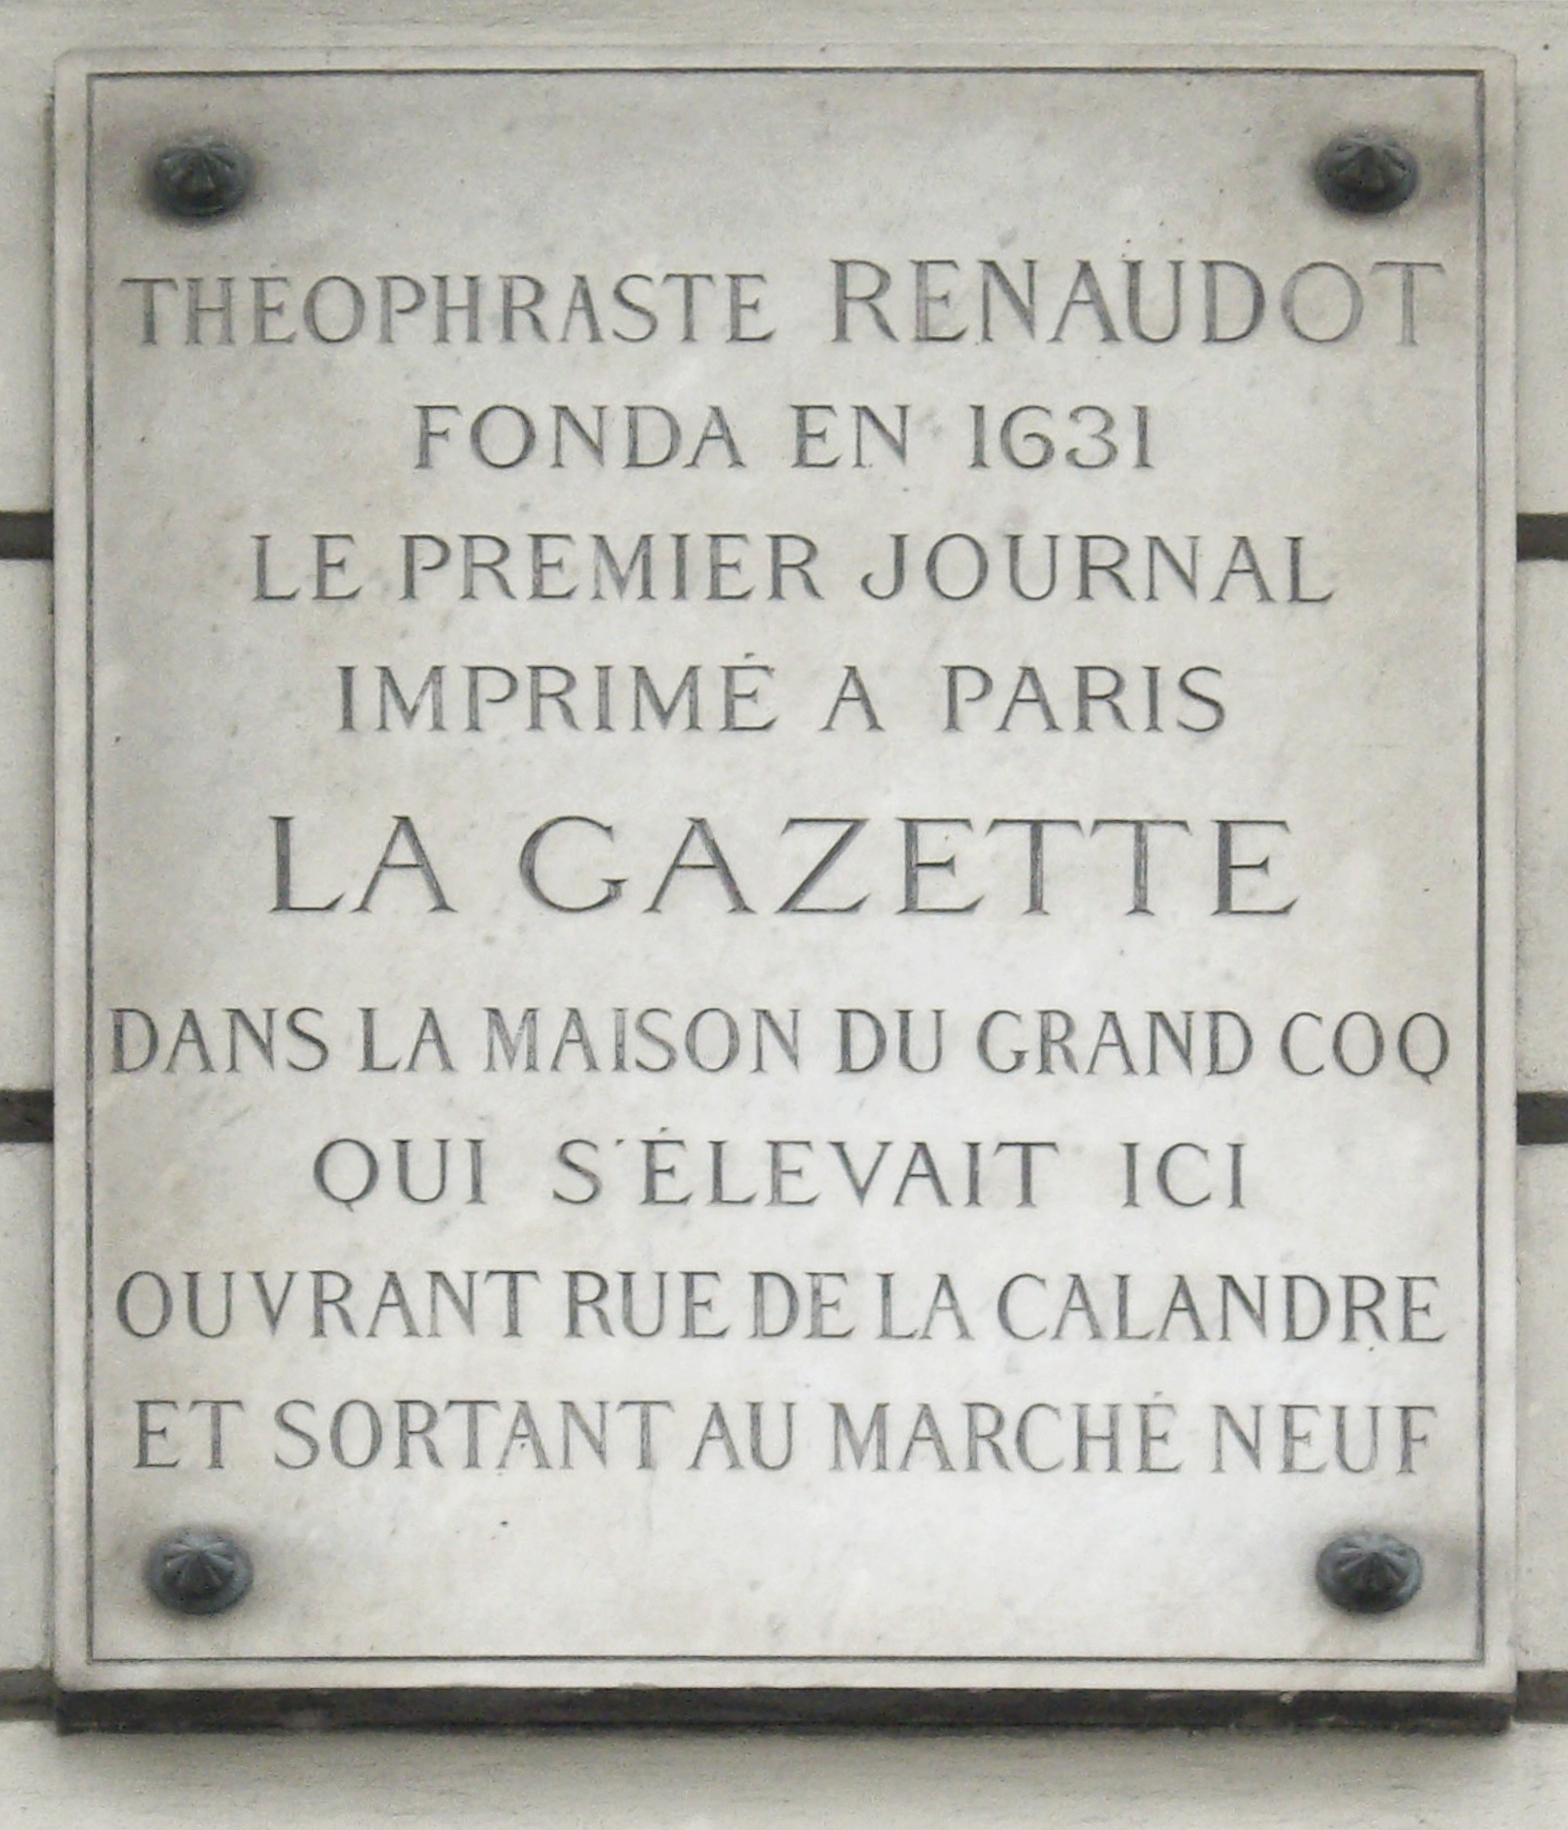 THÉOPHRASTE RENAUDOT
FONDA EN 1631
LE PREMIER JOURNAL
IMPRIMÉ A PARIS
LA GAZETTE
DANS LA MAISON DU GRAND COQ
QUI S'ÉLEVAIT ICI
OUVRANT RUE DE LA CALANDRE
ET SORTANT AU MARCHÉ NEUF